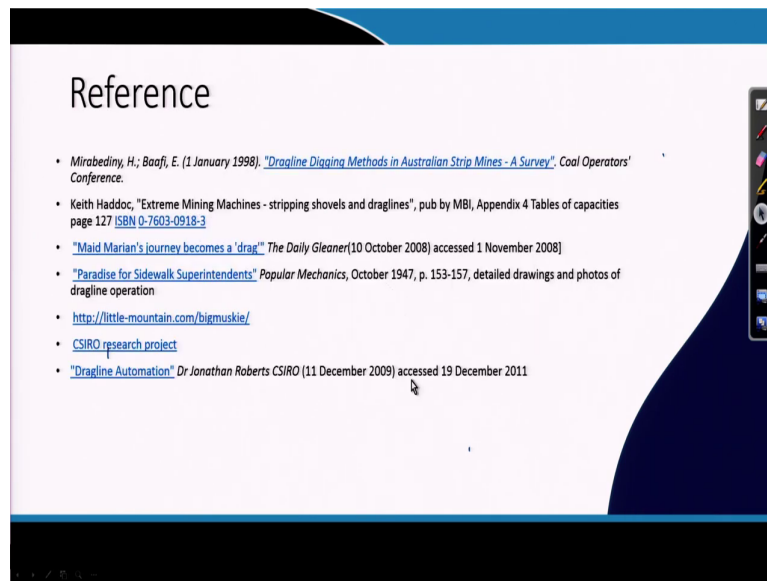 Reference
• Mirabediny, H.; Baafi, E. (1 January 1998). "Dragline Digging Methods in Australian Strip Mines - A Survey". Coal Operators'
Conference.
• Keith Haddoc, "Extreme Mining Machines - stripping shovels and draglines", pub by MBI, Appendix 4 Tables of capacities
page 127 ISBN 0-7603-0918-3
• "Maid Marian's journey becomes a 'drag'" The Daily Gleaner(10 October 2008) accessed 1 November 2008]
• "Paradise for Sidewalk Superintendents" Popular Mechanics, October 1947, p. 153-157, detailed drawings and photos of
dragline operation
• http://little-mountain.com/bigmuskie/
• CSIRO research project
• "Dragline Automation" Dr Jonathan Roberts CSIRO (11 December 2009) accessed 19 December 2011